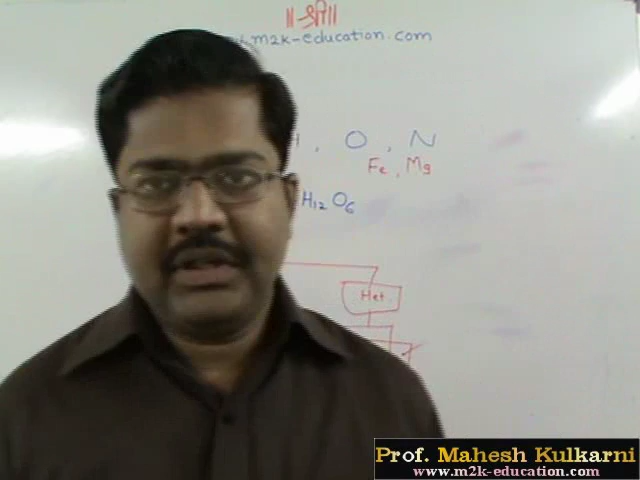 ॥ श्री ॥
.m2k-education.com
, O , N
Fe , Mg
H12 O6
Het
Prof. Mahesh Kulkarni
www.m2k-education.com